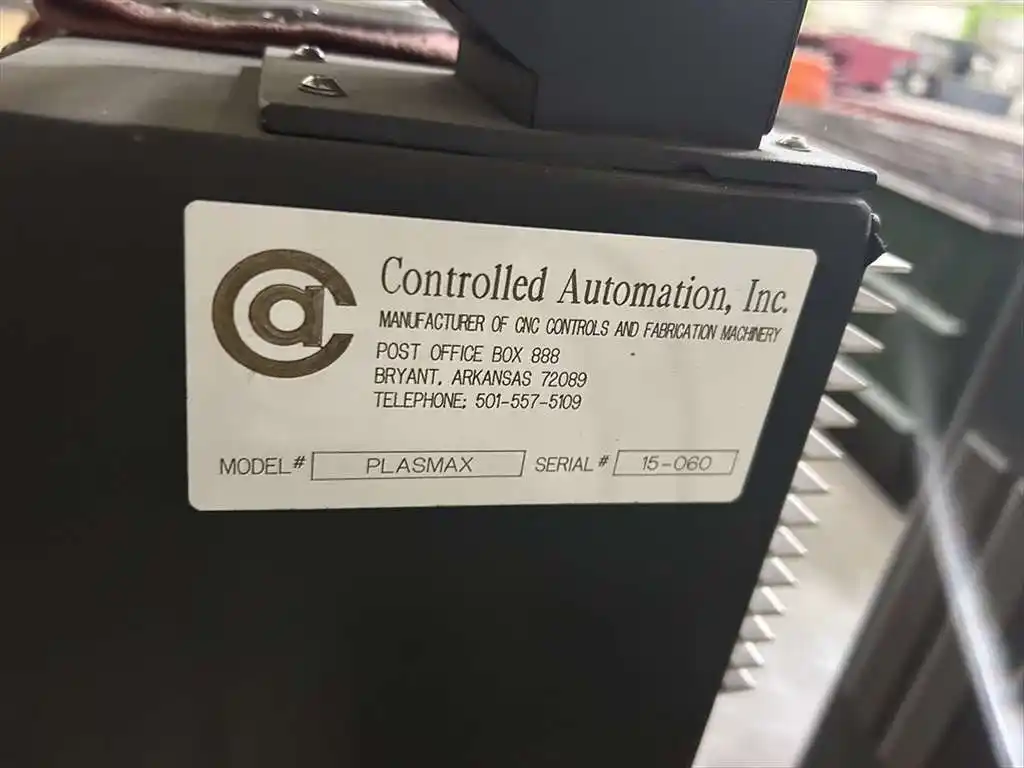 Ca
Controlled Automation, Inc.
MANUFACTURER OF CNC CONTROLS AND FABRICATION MACHINERY
POST OFFICE BOX 888
BRYANT, ARKANSAS 72089
TELEPHONE: 501-557-5109
MODEL# PLASMAX SERIAL# 15-060